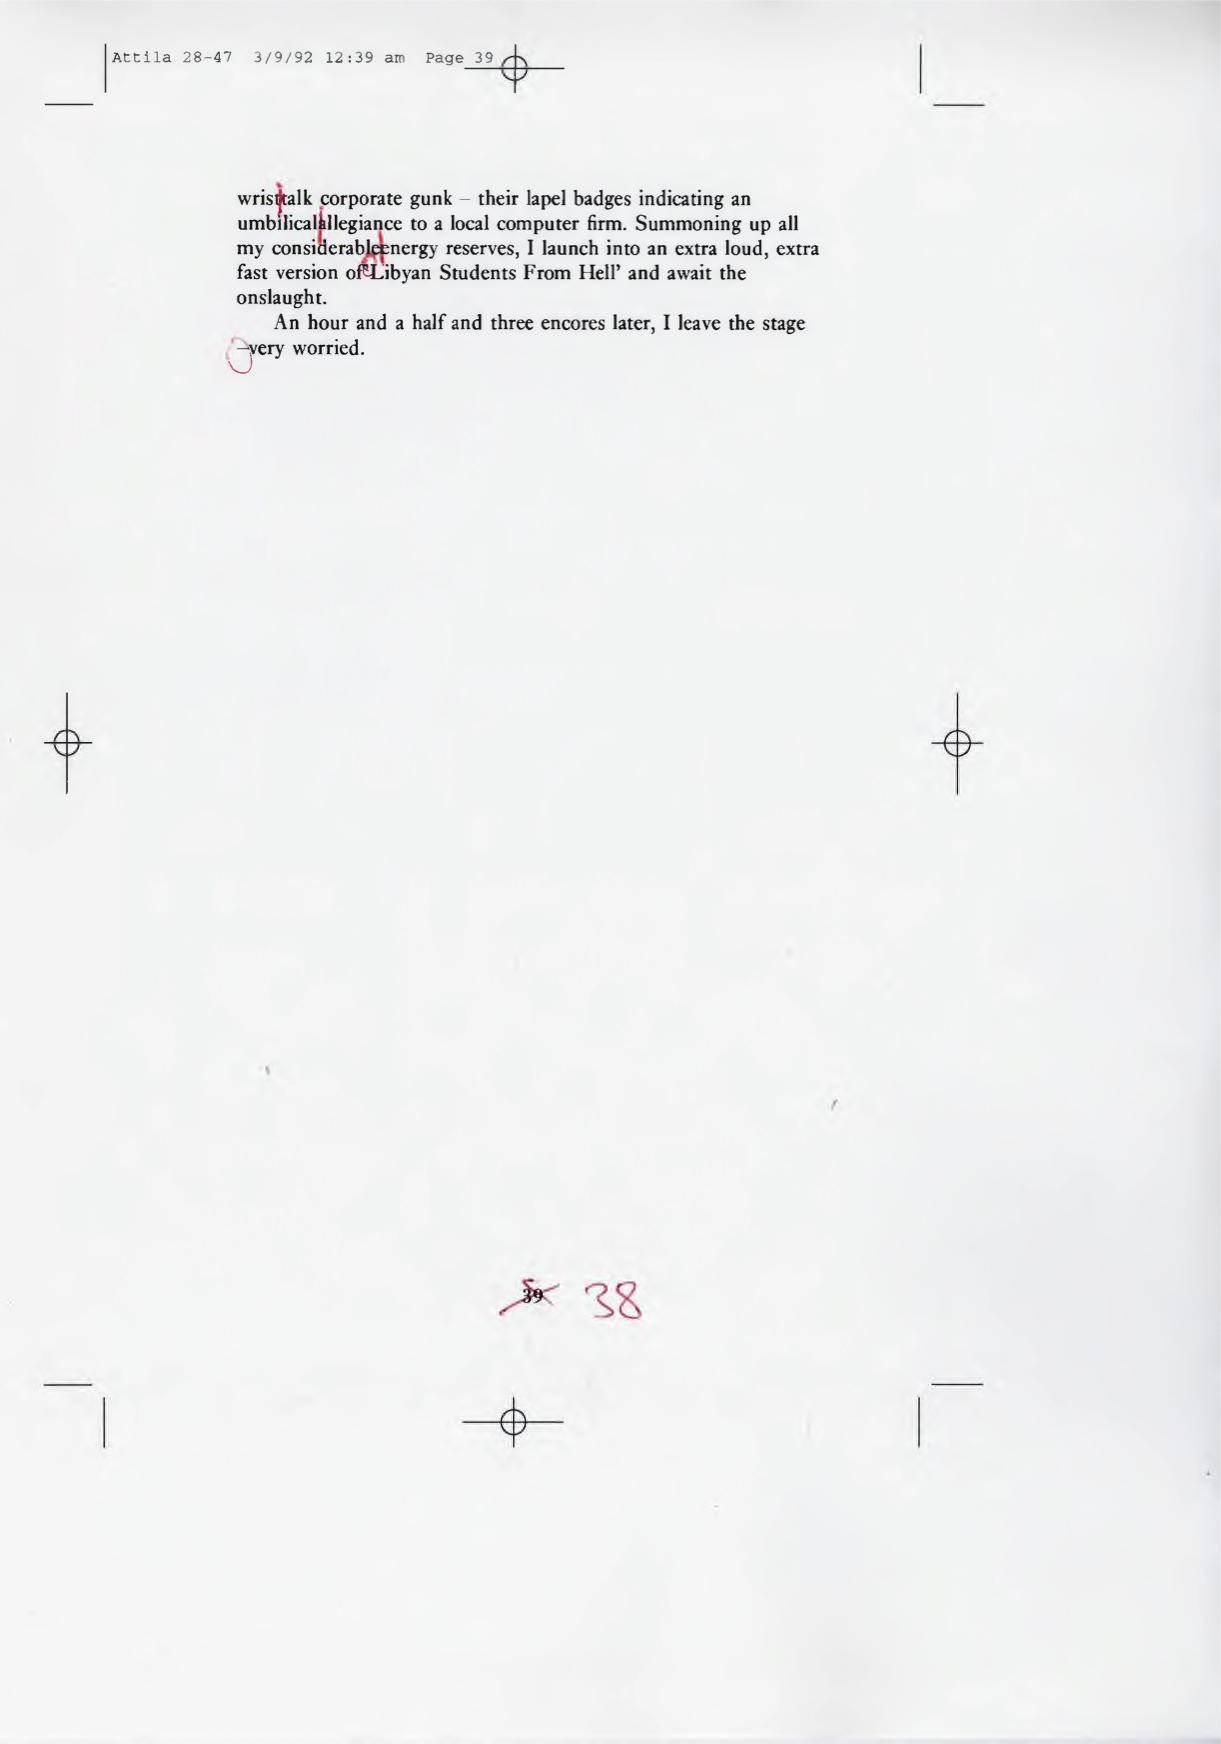 Attila 28-47 3/9/92 12:39 am Page 39
wristtalk corporate gunk – their lapel badges indicating an
umbilicalallegiance to a local computer firm. Summoning up all
my considerableenergy reserves, I launch into an extra loud, extra
fast version of‘Libyan Students From Hell’ and await the
onslaught.
An hour and a half and three encores later, I leave the stage
–very worried.
39 38